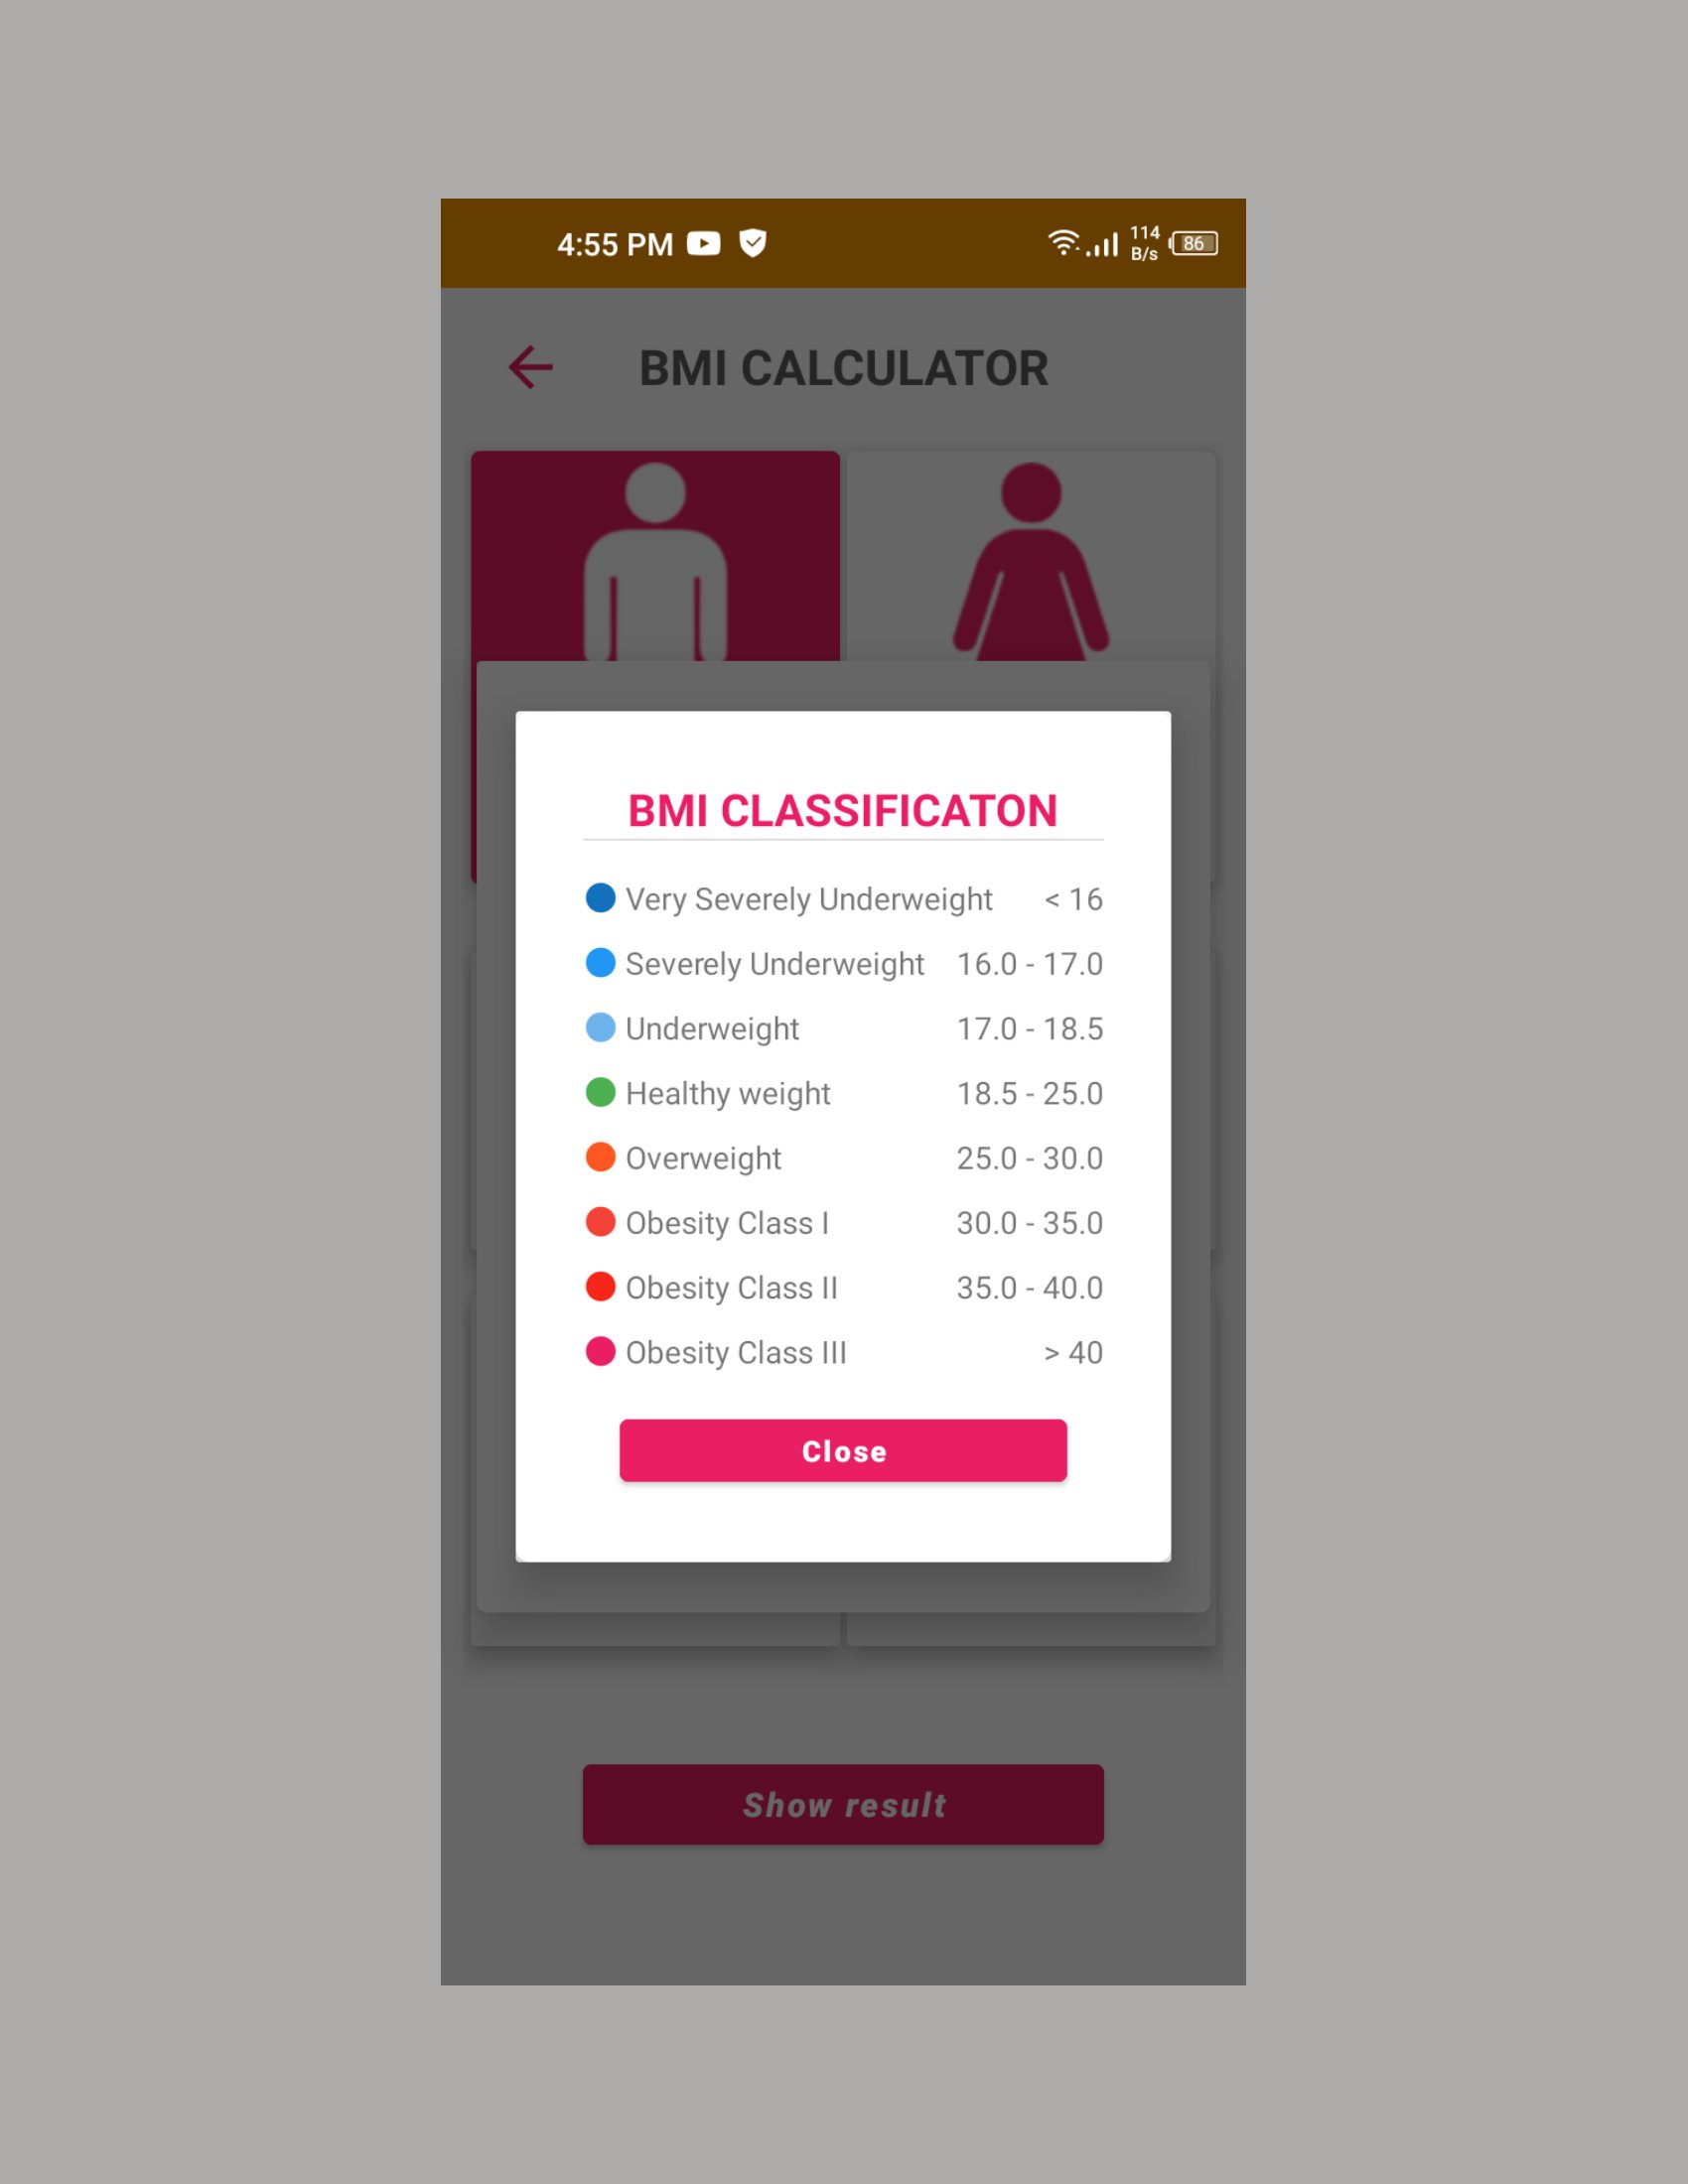 4:55 PM
114
B/s
86
BMI CALCULATOR
BMI CLASSIFICATON
Very Severely Underweight < 16
Severely Underweight 16.0 - 17.0
Underweight 17.0 - 18.5
Healthy weight 18.5 - 25.0
Overweight 25.0 - 30.0
Obesity Class I 30.0 - 35.0
Obesity Class II 35.0 - 40.0
Obesity Class III > 40
Close
Show result